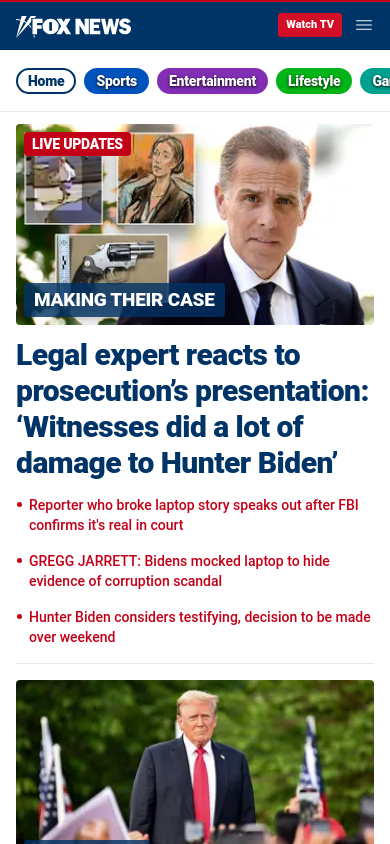 FOX NEWS
Watch TV
Home
Sports
Entertainment
Lifestyle
Ga
LIVE UPDATES
MAKING THEIR CASE
Legal expert reacts to
prosecution’s presentation:
‘Witnesses did a lot of
damage to Hunter Biden’
• Reporter who broke laptop story speaks out after FBI
confirms it's real in court
• GREGG JARRETT: Bidens mocked laptop to hide
evidence of corruption scandal
• Hunter Biden considers testifying, decision to be made
over weekend